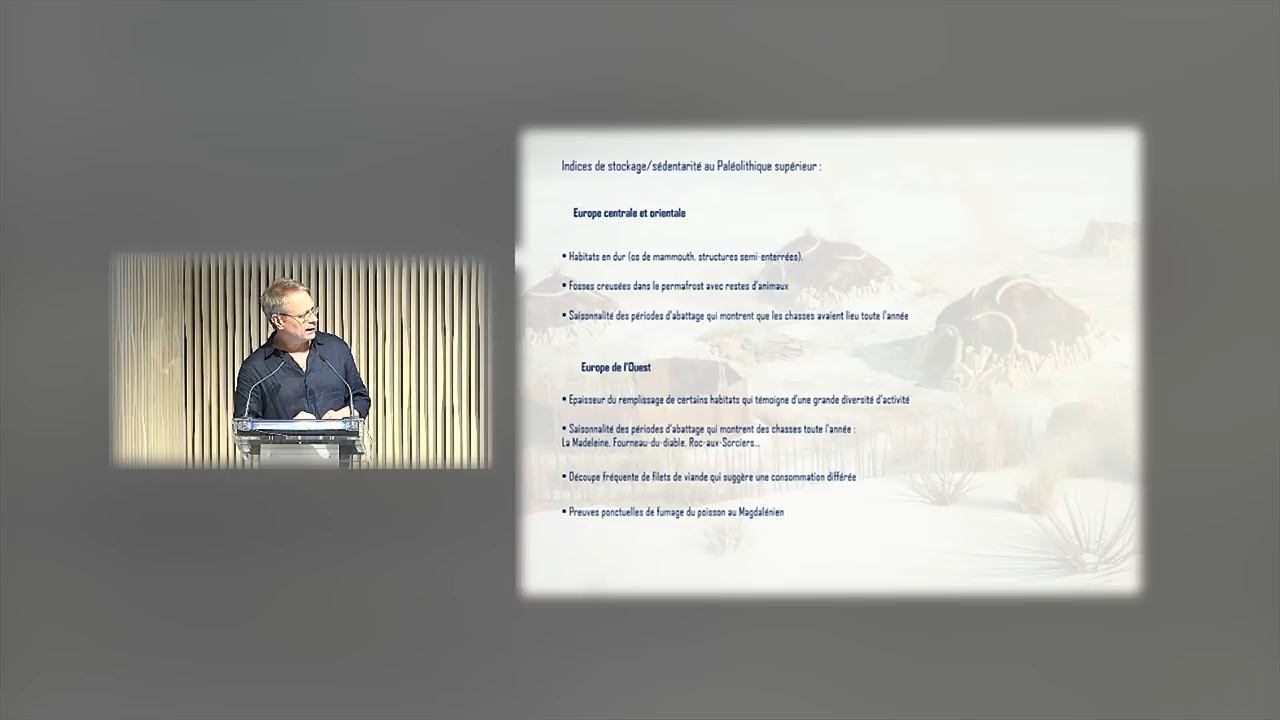 Indices de stockage/sédentarité au Paléolithique supérieur :
Europe centrale et orientale
▪ Habitats en dur (os de mammouth, structures semi-enterrées).
▪ Fosses creusées dans le permafrost avec restes d'animaux
▪ Saisonnalité des périodes d'abattage qui montrent que les chasses avaient lieu toute l'année
Europe de l'Ouest
▪ Epaisseur du remplissage de certains habitats qui témoigne d'une grande diversité d'activité
▪ Saisonnalité des périodes d'abattage qui montrent des chasses toute l'année :
La Madeleine, Fourneau-du-diable, Roc-aux-Sorciers...
▪ Découpe fréquente de filets de viande qui suggère une consommation différée
▪ Preuves ponctuelles de fumage du poisson au Magdalénien